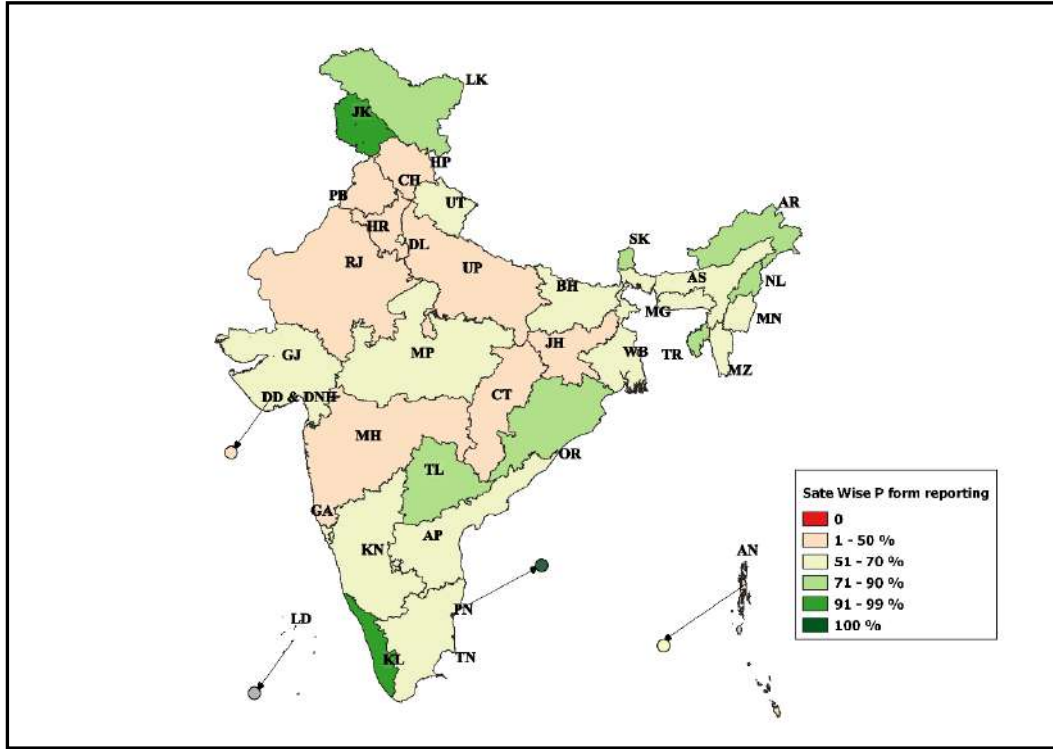 LK
JK
HP
CH
PB
UT
AR
HR
SK
DL
RJ
UP
AS
NL
BH
MG
MN
GJ
JH
MP
TR
WB
MZ
DD & DNH
CT
MH
OR
TL
GA
AP
KN
AN
PN
LD
KL
TN
Sate Wise P form reporting
0
1 - 50 %
51 - 70 %
71 - 90 %
91 - 99 %
100 %